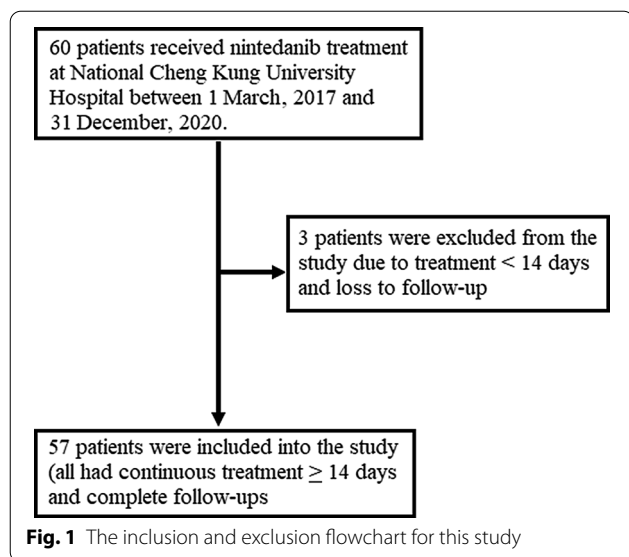 60 patients received nintedanib treatment
at National Cheng Kung University
Hospital between 1 March, 2017 and
31 December, 2020.
3 patients were excluded from the
study due to treatment < 14 days
and loss to follow-up
57 patients were included into the study
(all had continuous treatment ≥ 14 days
and complete follow-ups
Fig. 1 The inclusion and exclusion flowchart for this study